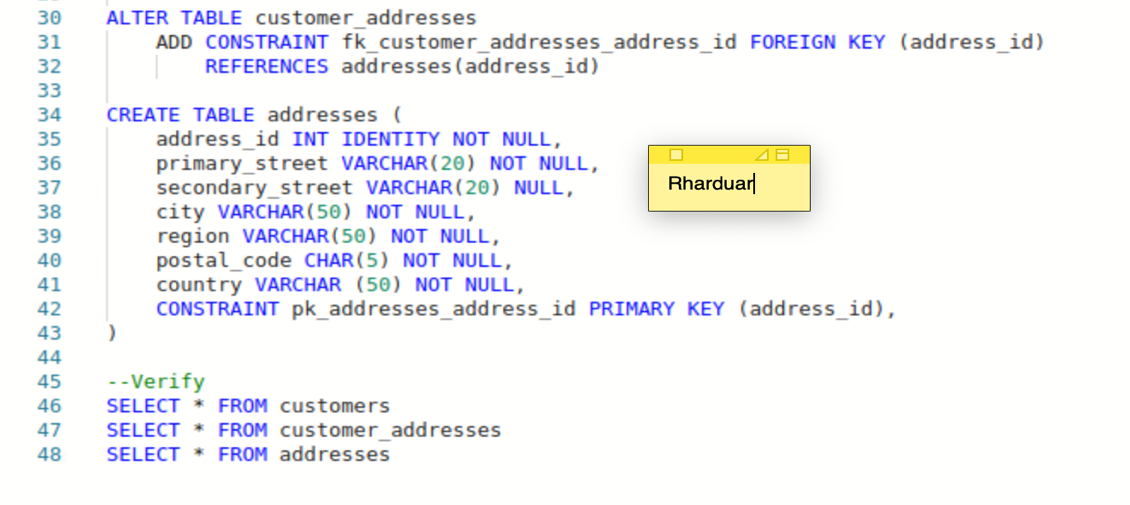 30 ALTER TABLE customer_addresses
31     ADD CONSTRAINT fk_customer_addresses_address_id FOREIGN KEY (address_id)
32         REFERENCES addresses(address_id)
33
34 CREATE TABLE addresses (
35     address_id INT IDENTITY NOT NULL,
36     primary_street VARCHAR(20) NOT NULL,
37     secondary_street VARCHAR(20) NULL,
38     city VARCHAR(50) NOT NULL,
39     region VARCHAR(50) NOT NULL,
40     postal_code CHAR(5) NOT NULL,
41     country VARCHAR (50) NOT NULL,
42     CONSTRAINT pk_addresses_address_id PRIMARY KEY (address_id),
43 )
44
45 --Verify
46 SELECT * FROM customers
47 SELECT * FROM customer_addresses
48 SELECT * FROM addresses
Rharduar